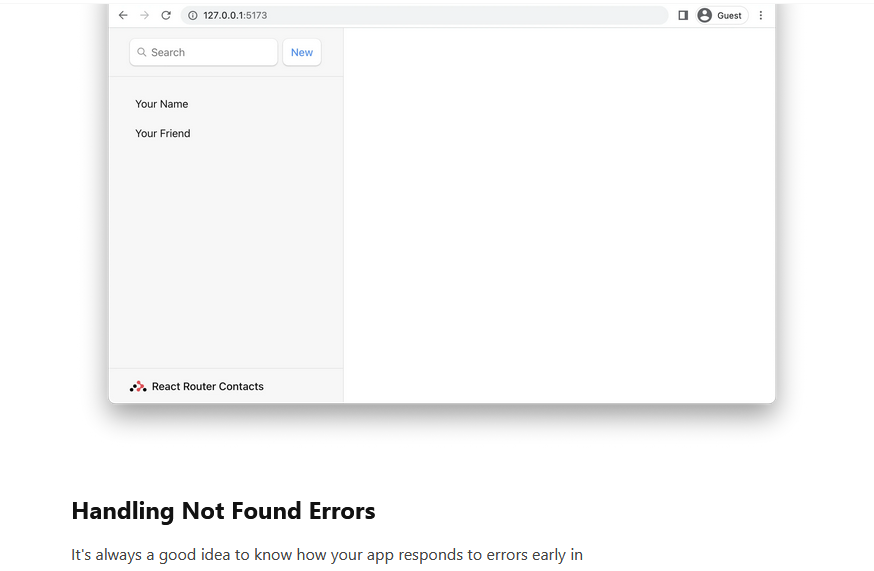 127.0.0.1:5173
Guest
Search
New
Your Name
Your Friend
React Router Contacts
Handling Not Found Errors
It's always a good idea to know how your app responds to errors early in